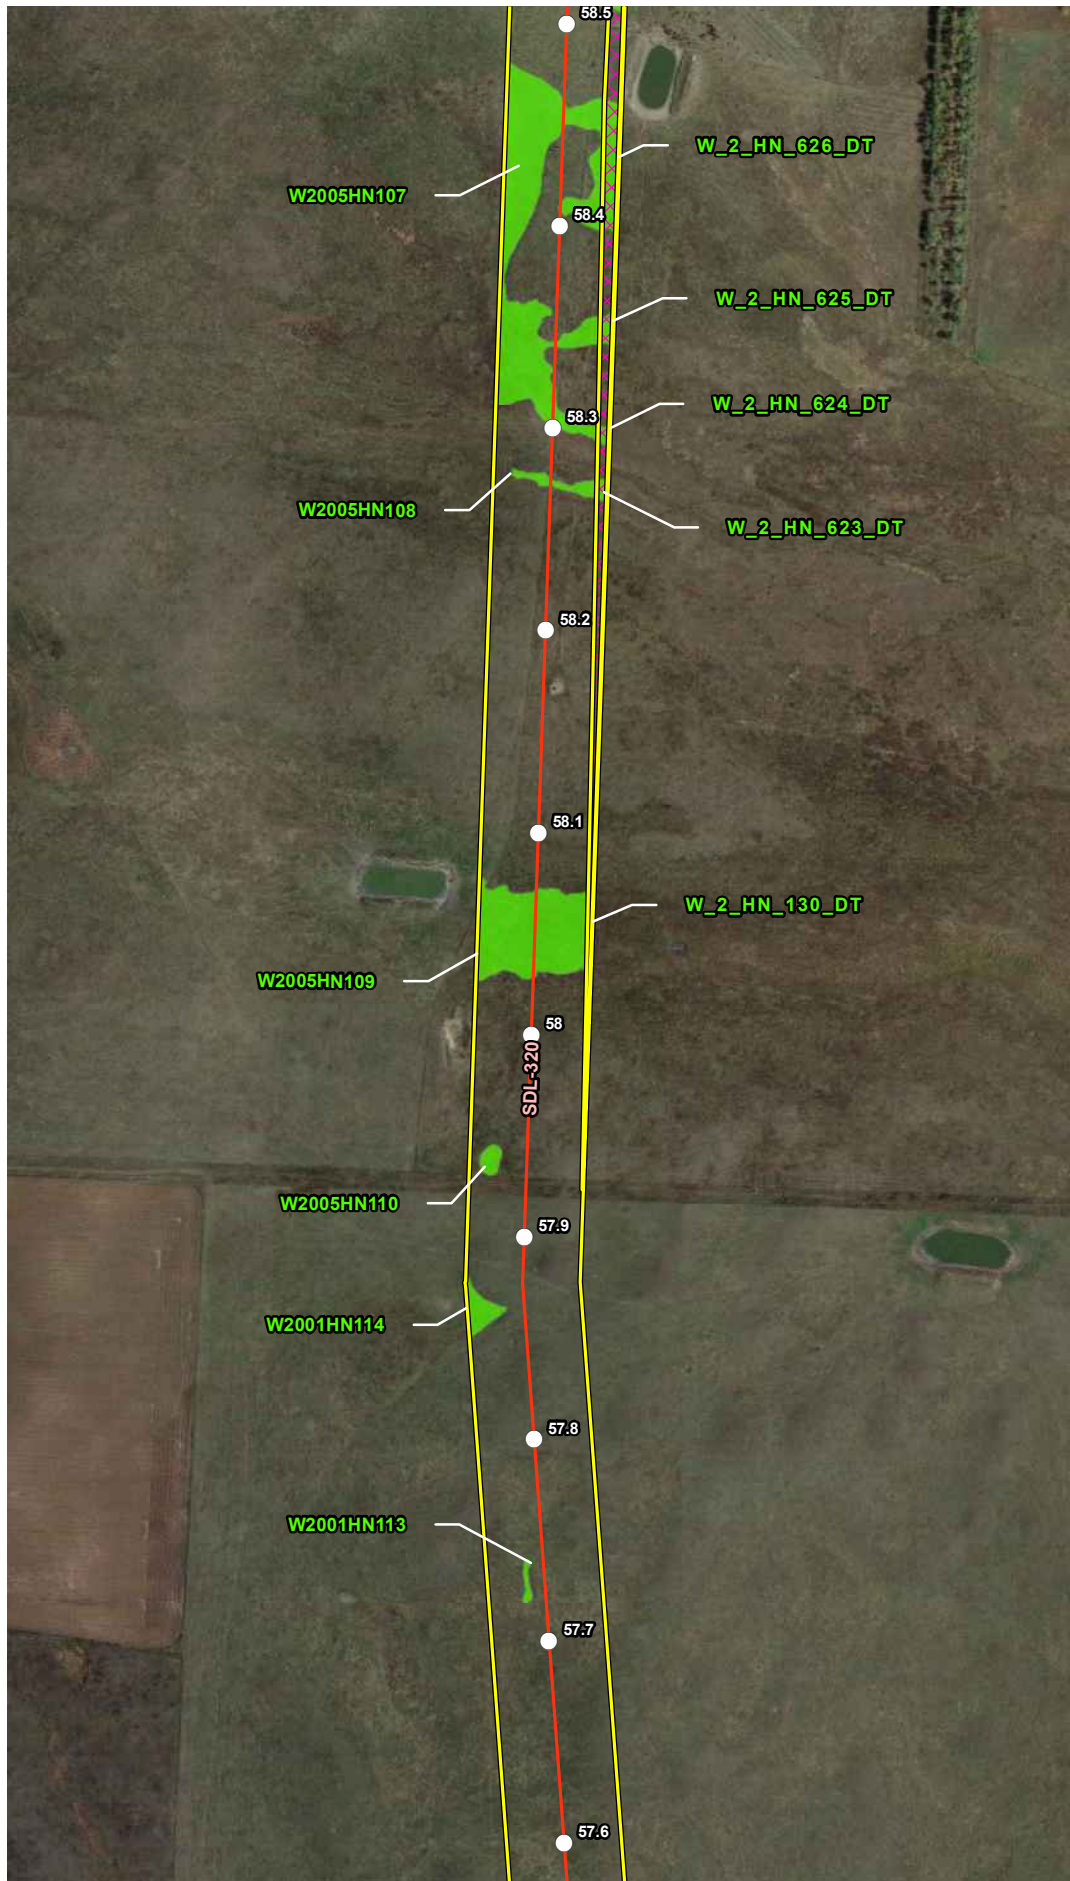 58.5
W_2_HN_626_DT
W2005HN107
58.4
W_2_HN_625_DT
W_2_HN_624_DT
58.3
W2005HN108
W_2_HN_623_DT
58.2
58.1
W_2_HN_130_DT
W2005HN109
58
SDL-320
W2005HN110
57.9
W2001HN114
57.8
W2001HN113
57.7
57.6